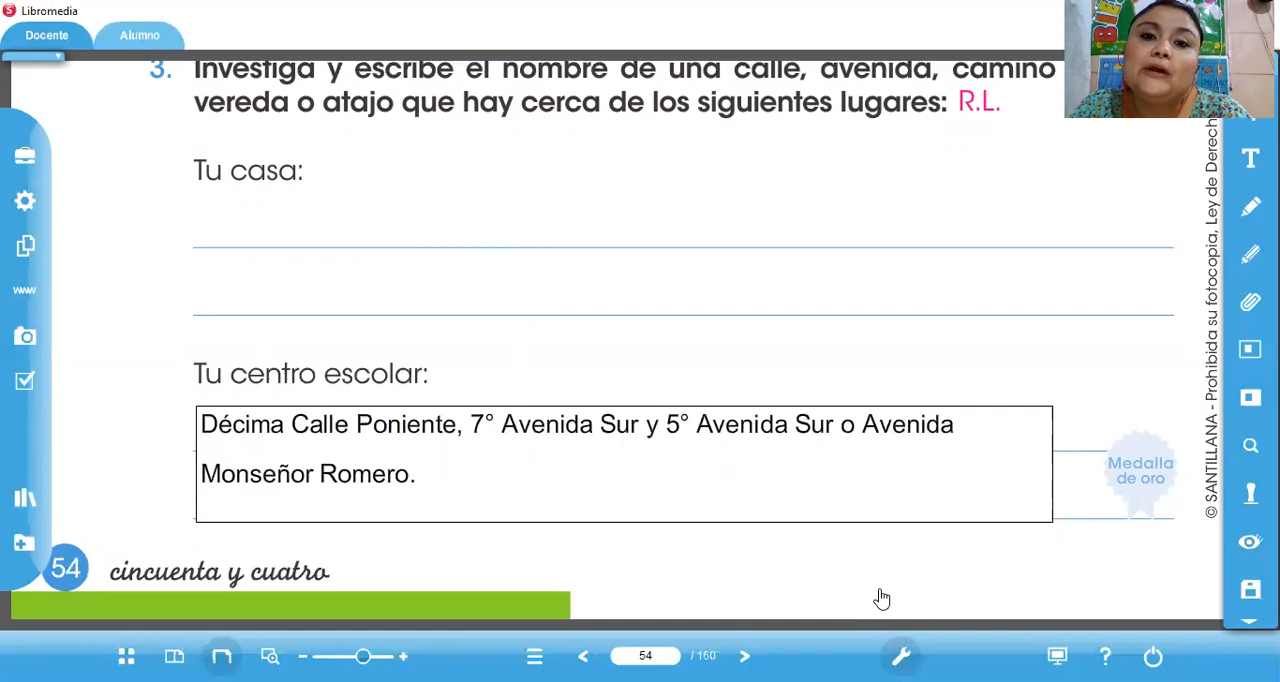 Libromedia
Docente
Alumno
3. Investiga y escribe el nombre de una calle, avenida, camino
vereda o atajo que hay cerca de los siguientes lugares: R.L.
Tu casa:
Tu centro escolar:
Décima Calle Poniente, 7° Avenida Sur y 5° Avenida Sur o Avenida
Monseñor Romero.
Medalla
de oro
© SANTILLANA - Prohibida su fotocopia, Ley de Derech
54
cincuenta y cuatro
www
T
54
/ 160
?